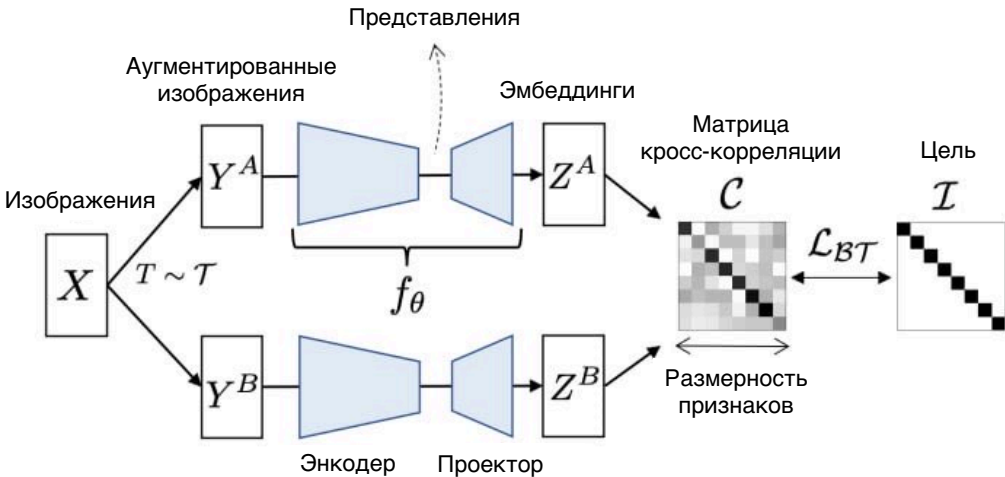 Представления
Аугментированные
изображения
Эмбеддинги
Матрица
кросс-корреляции
Цель
Изображения
Y^A
Z^A
C
I
X
T ~ T
f_θ
L_BT
Y^B
Z^B
Размерность
признаков
Энкодер
Проектор